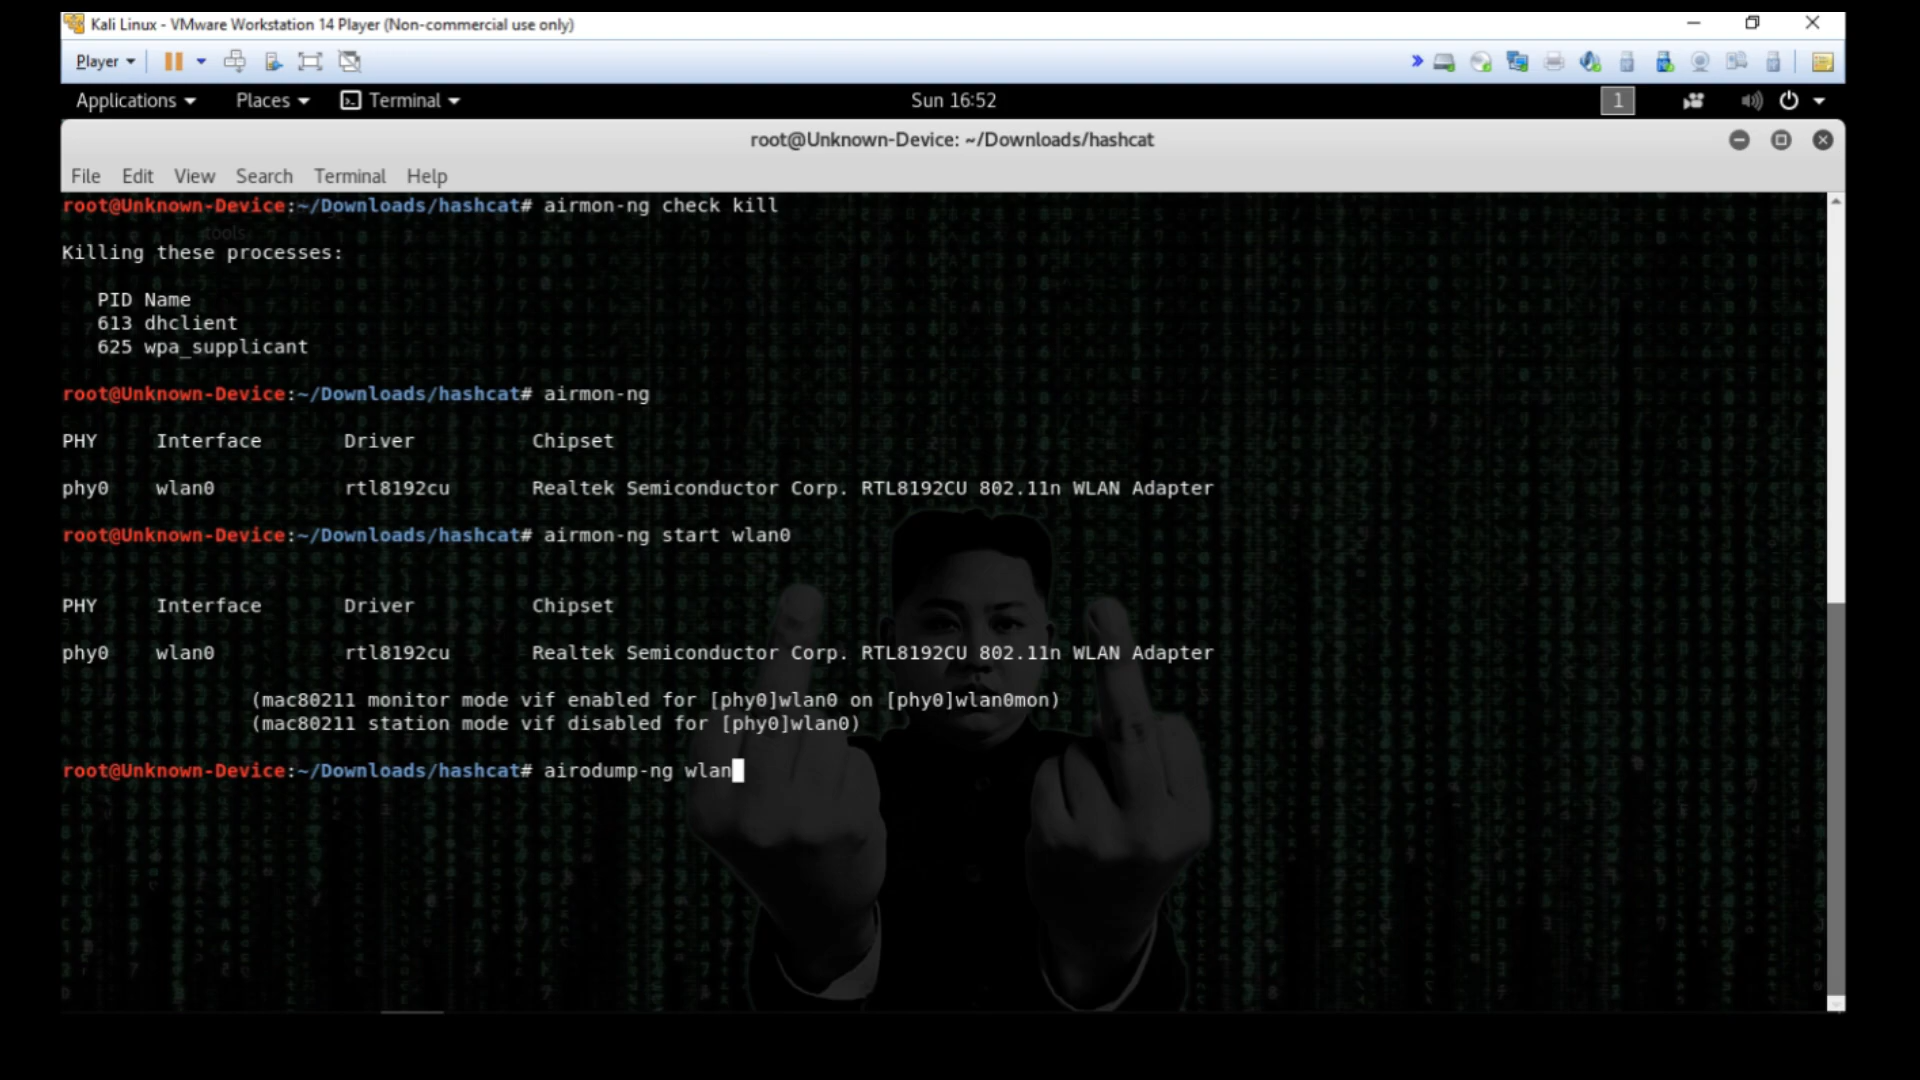 Kali Linux - VMware Workstation 14 Player (Non-commercial use only)
Player
Applications Places Terminal Sun 16:52 1
root@Unknown-Device: ~/Downloads/hashcat
File Edit View Search Terminal Help
root@Unknown-Device:~/Downloads/hashcat# airmon-ng check kill
tools
Killing these processes:
PID Name
613 dhclient
625 wpa_supplicant
root@Unknown-Device:~/Downloads/hashcat# airmon-ng
PHY Interface Driver Chipset
phy0 wlan0 rtl8192cu Realtek Semiconductor Corp. RTL8192CU 802.11n WLAN Adapter
root@Unknown-Device:~/Downloads/hashcat# airmon-ng start wlan0
PHY Interface Driver Chipset
phy0 wlan0 rtl8192cu Realtek Semiconductor Corp. RTL8192CU 802.11n WLAN Adapter
(mac80211 monitor mode vif enabled for [phy0]wlan0 on [phy0]wlan0mon)
(mac80211 station mode vif disabled for [phy0]wlan0)
root@Unknown-Device:~/Downloads/hashcat# airodump-ng wlan